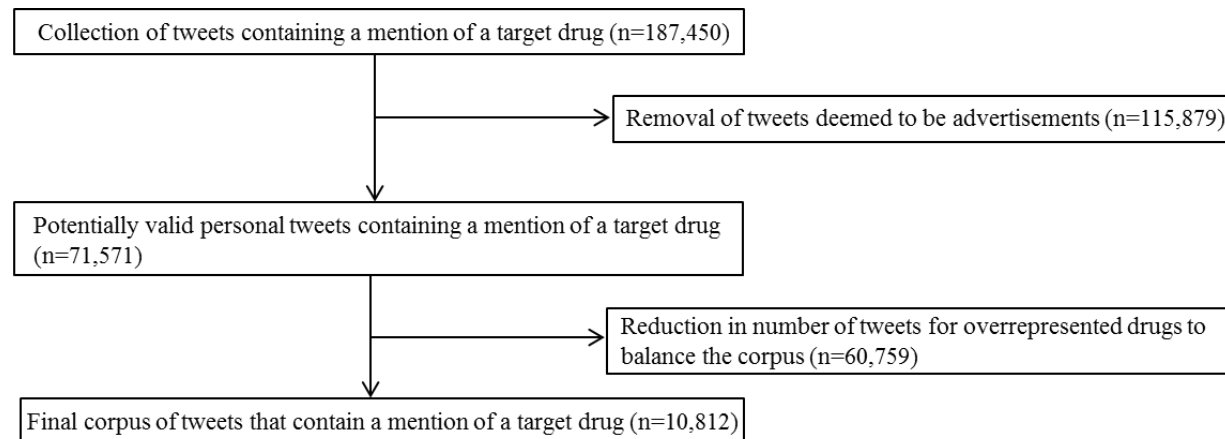 Collection of tweets containing a mention of a target drug (n=187,450)
Removal of tweets deemed to be advertisements (n=115,879)
Potentially valid personal tweets containing a mention of a target drug
(n=71,571)
Reduction in number of tweets for overrepresented drugs to
balance the corpus (n=60,759)
Final corpus of tweets that contain a mention of a target drug (n=10,812)